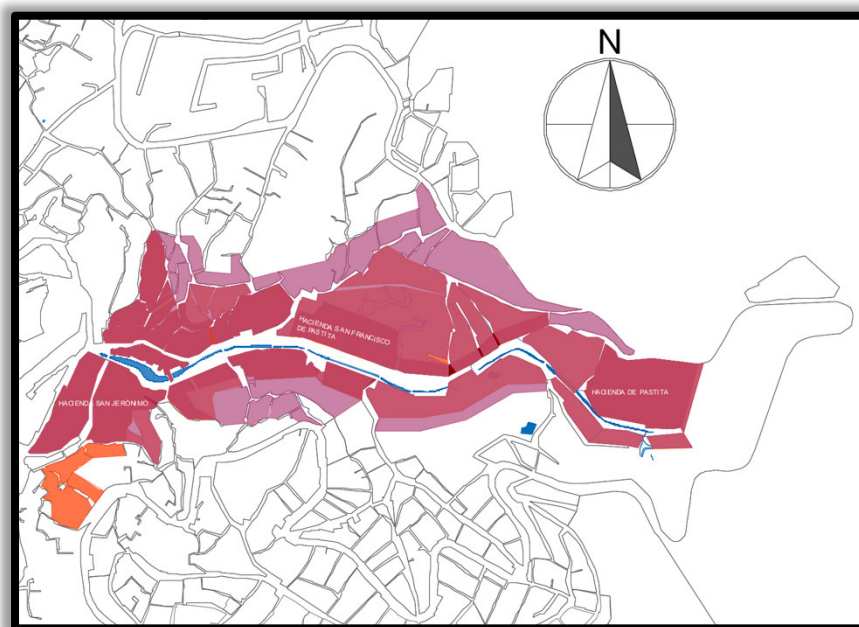 N
HACIENDA SAN FRANCISCO
DE PASTITA
HACIENDA DE PASTITA
HACIENDA SAN JERÓNIMO